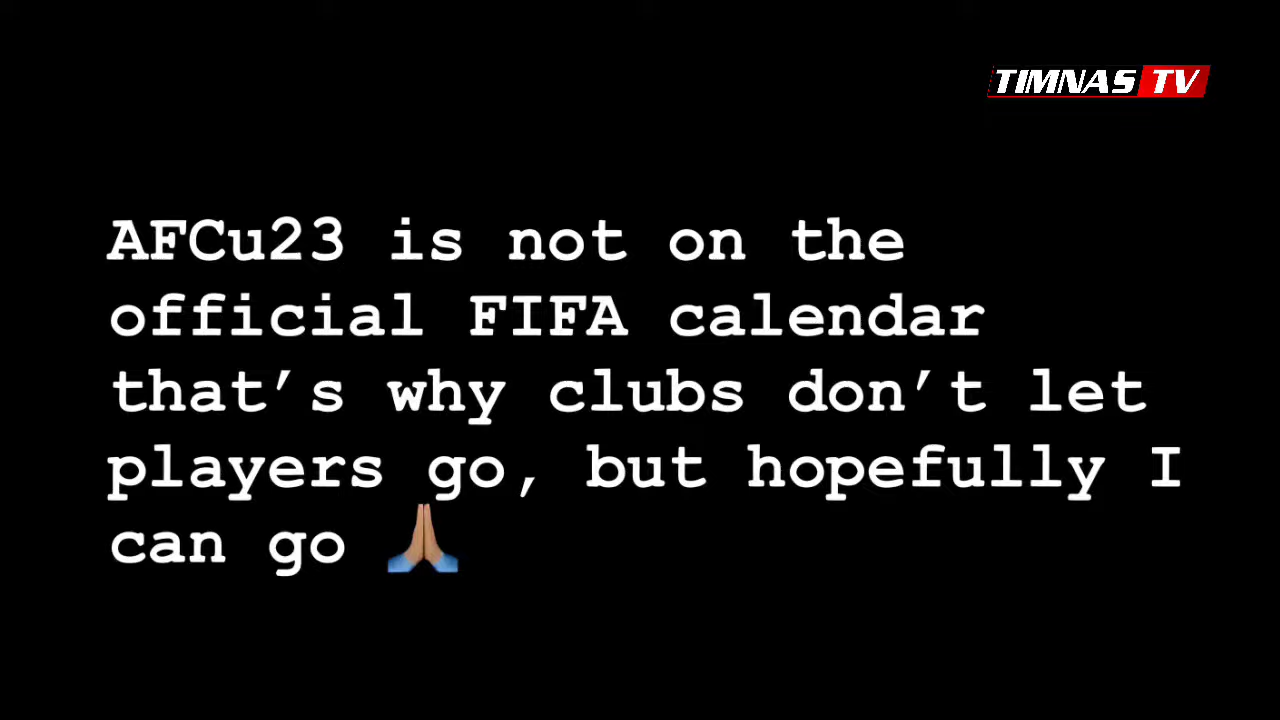 TIMNAS TV
AFCu23 is not on the
official FIFA calendar
that’s why clubs don’t let
players go, but hopefully I
can go 🙏🏽